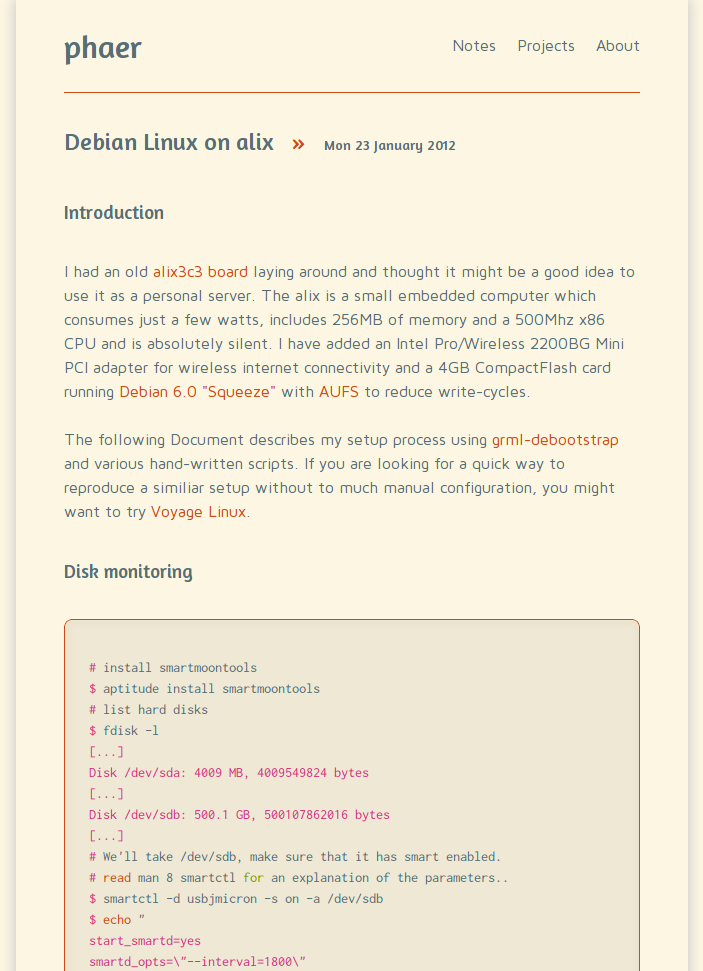 phaer
Notes Projects About
Debian Linux on alix » Mon 23 January 2012
Introduction
I had an old alix3c3 board laying around and thought it might be a good idea to
use it as a personal server. The alix is a small embedded computer which
consumes just a few watts, includes 256MB of memory and a 500Mhz x86
CPU and is absolutely silent. I have added an Intel Pro/Wireless 2200BG Mini
PCI adapter for wireless internet connectivity and a 4GB CompactFlash card
running Debian 6.0 "Squeeze" with AUFS to reduce write-cycles.
The following Document describes my setup process using grml-debootstrap
and various hand-written scripts. If you are looking for a quick way to
reproduce a similiar setup without to much manual configuration, you might
want to try Voyage Linux.
Disk monitoring
# install smartmoontools
$ aptitude install smartmoontools
# list hard disks
$ fdisk -l
[...]
Disk /dev/sda: 4009 MB, 4009549824 bytes
[...]
Disk /dev/sdb: 500.1 GB, 500107862016 bytes
[...]
# We'll take /dev/sdb, make sure that it has smart enabled.
# read man 8 smartctl for an explanation of the parameters..
$ smartctl -d usbjmicron -s on -a /dev/sdb
$ echo "
start_smartd=yes
smartd_opts=\"--interval=1800\"